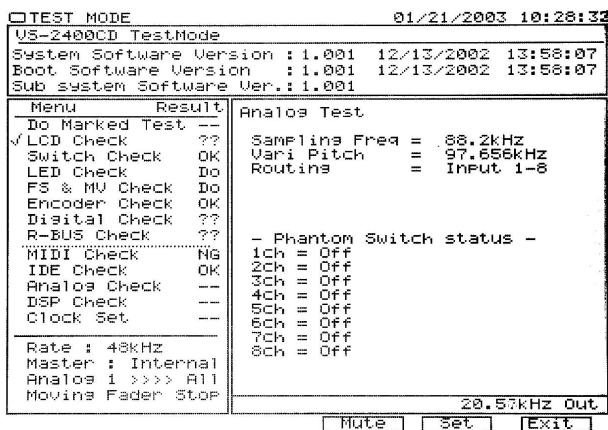 TEST MODE 01/21/2003 10:28:32
VS-2400CD TestMode
System Software Version :1.001 12/13/2002 13:58:07
Boot Software Version :1.001 12/13/2002 13:58:07
Sub system Software Ver.:1.001
Menu Result
Do Marked Test --
√LCD Check ??
Switch Check OK
LED Check Do
FS & MV Check Do
Encoder Check OK
Digital Check ??
R-BUS Check ??
MIDI Check NG
IDE Check OK
Analog Check --
DSP Check --
Clock Set --
Rate : 48kHz
Master : Internal
Analog 1 >>>> All
Moving Fader Stop
Analog Test
Sampling Freq = 88.2kHz
Vari Pitch = 97.656kHz
Routing = Input 1-8
- Phantom Switch status -
1ch = Off
2ch = Off
3ch = Off
4ch = Off
5ch = Off
6ch = Off
7ch = Off
8ch = Off
20.57kHz Out
Mute Set Exit